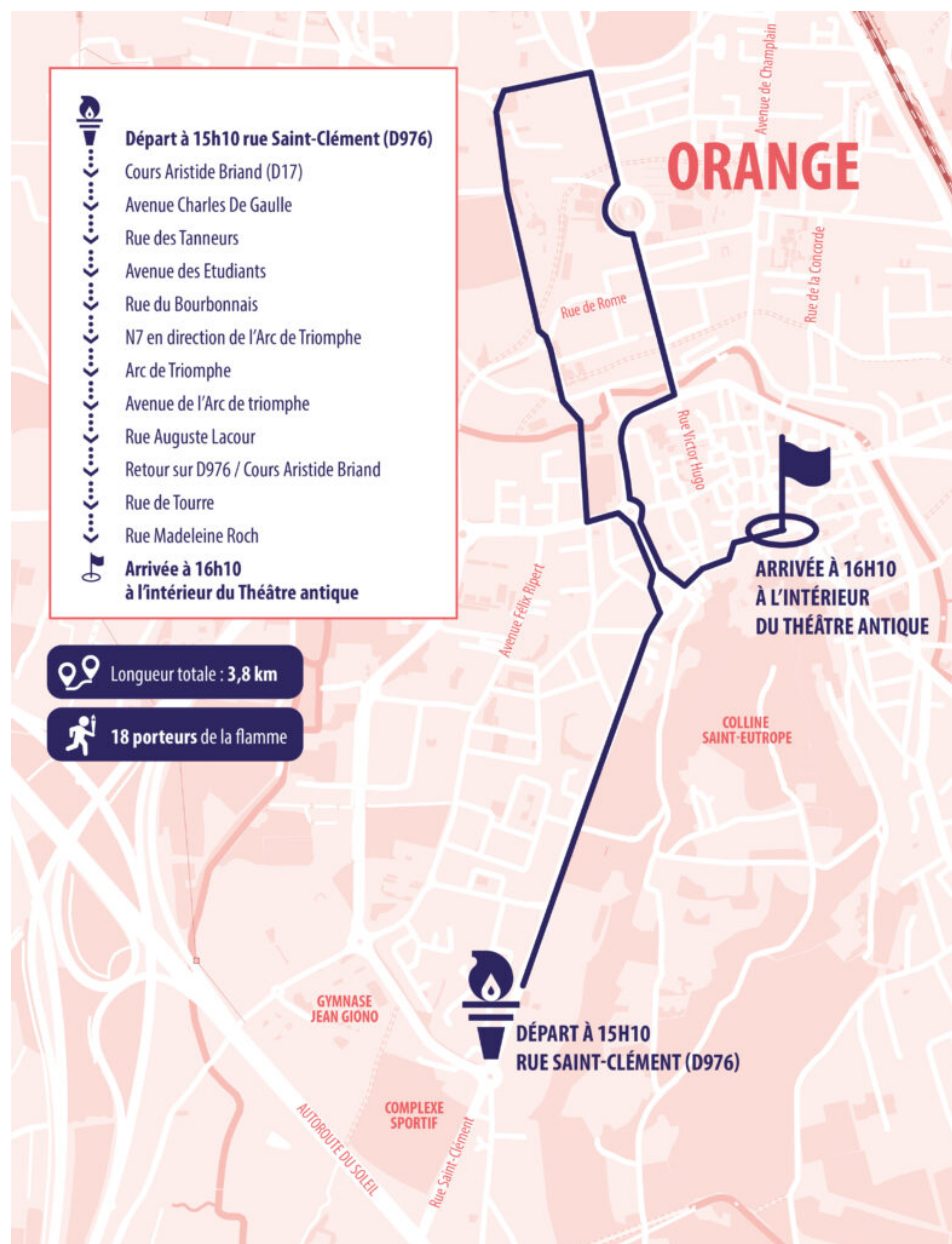 Départ à 15h10 rue Saint-Clément (D976)
Cours Aristide Briand (D17)
Avenue Charles De Gaulle
Rue des Tanneurs
Avenue des Etudiants
Rue du Bourbonnais
N7 en direction de l'Arc de Triomphe
Arc de Triomphe
Avenue de l'Arc de triomphe
Rue Auguste Lacour
Retour sur D976 / Cours Aristide Briand
Rue de Tourre
Rue Madeleine Roch
Arrivée à 16h10
à l'intérieur du Théâtre antique
Longueur totale : 3,8 km
18 porteurs de la flamme
ORANGE
Avenue de Champlain
Rue de la Concorde
Rue de Rome
Rue Victor Hugo
Avenue Félix Ripert
ARRIVÉE À 16H10
À L'INTÉRIEUR
DU THÉÂTRE ANTIQUE
COLLINE
SAINT-EUTROPE
GYMNASE
JEAN GIONO
DÉPART À 15H10
RUE SAINT-CLÉMENT (D976)
COMPLEXE
SPORTIF
AUTOROUTE DU SOLEIL
Rue Saint-Clément